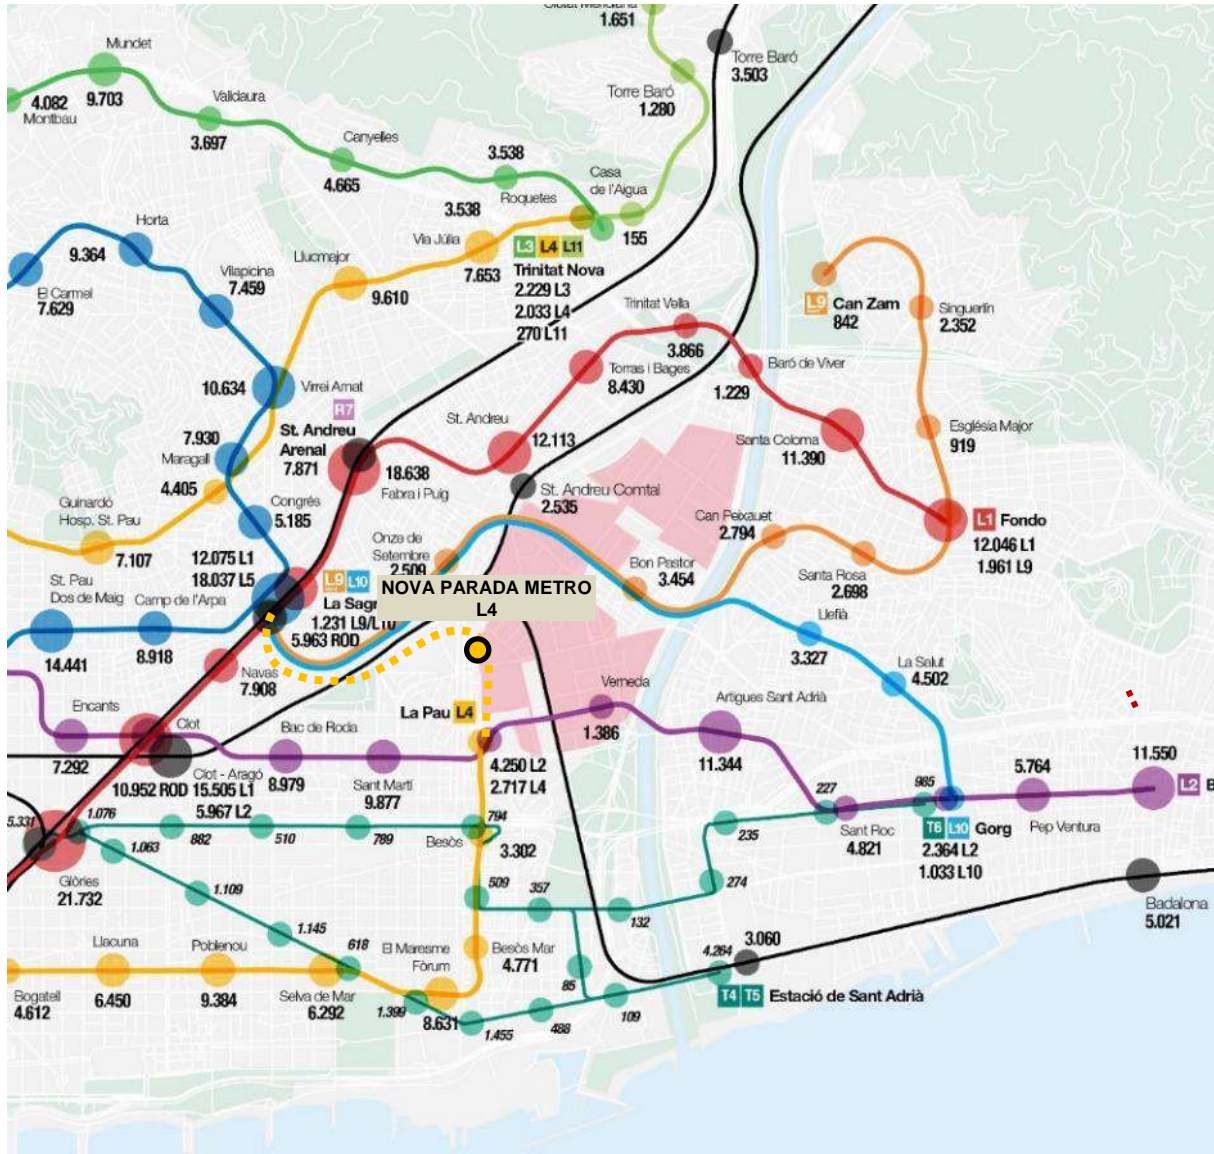 1.651
Torre Baró
3.503
Mundet
4.082
9.703
Montbau
Valldaura
3.697
Torre Baró
1.280
Canyelles
4.665
3.538
Roquetes
Casa
de l'Aigua
155
3.538
Via Júlia
7.653
L3 L4 L11
Trinitat Nova
2.229 L3
2.033 L4
270 L11
Horta
9.364
Llucmajor
9.610
Vilapicina
7.459
El Carmel
7.629
Trinitat Vella
3.866
L9 Can Zam
842
Singuerlín
2.352
10.634
Virrei Amat
Torras i Bages
8.430
Baró de Viver
1.229
R7
St. Andreu
Arenal
7.871
St. Andreu
12.113
18.638
Fabra i Puig
7.930
Maragall
4.405
Santa Coloma
11.390
Església Major
919
St. Andreu Comtal
2.535
Congrés
5.185
Guinardó
Hosp. St. Pau
7.107
Can Peixauet
2.794
L1 Fondo
12.046 L1
1.961 L9
Onze de
Setembre
2.509
12.075 L1
18.037 L5
Bon Pastor
3.454
Santa Rosa
2.698
St. Pau
Dos de Maig
14.441
Camp de l'Arpa
8.918
L9 L10
La Sagr
1.231 L9/L10
5.963 ROD
NOVA PARADA METRO
L4
Llefià
3.327
La Salut
4.502
Navas
7.908
Verneda
1.386
Artigues Sant Adrià
11.344
Encants
7.292
Clot
Bac de Roda
8.979
La Pau L4
4.250 L2
2.717 L4
Clot - Aragó
10.952 ROD 15.505 L1
5.967 L2
Sant Martí
9.877
11.550
L2 B
5.764
Pep Ventura
985
T6 L10 Gorg
2.364 L2
1.033 L10
227
Sant Roc
4.821
235
274
5.331
1.076
1.063
882
510
789
794
Besòs
3.302
Glòries
21.732
1.109
509
357
132
1.145
Badalona
5.021
Llacuna
6.450
Poblenou
9.384
618
El Maresme
Fòrum
8.631
Besòs Mar
4.771
4.264
3.060
Bogatell
4.612
Selva de Mar
6.292
1.399
85
T4 T5 Estació de Sant Adrià
1.455
488
109